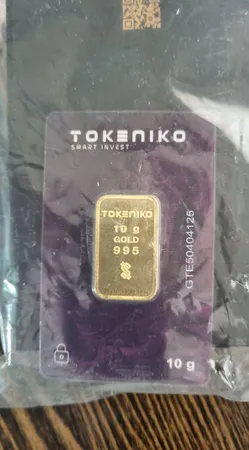 TOKENIKO
SMART INVEST
TOKENIKO
10 g
GOLD
995
GTE50404125
10 g